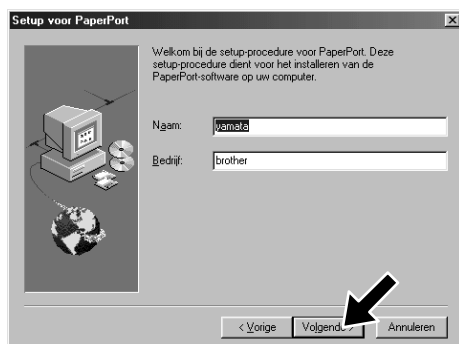 Setup voor PaperPort
Welkom bij de setup-procedure voor PaperPort. Deze
setup-procedure dient voor het installeren van de
PaperPort-software op uw computer.
Naam: yamata
Bedrijf: brother
< Vorige Volgende > Annuleren